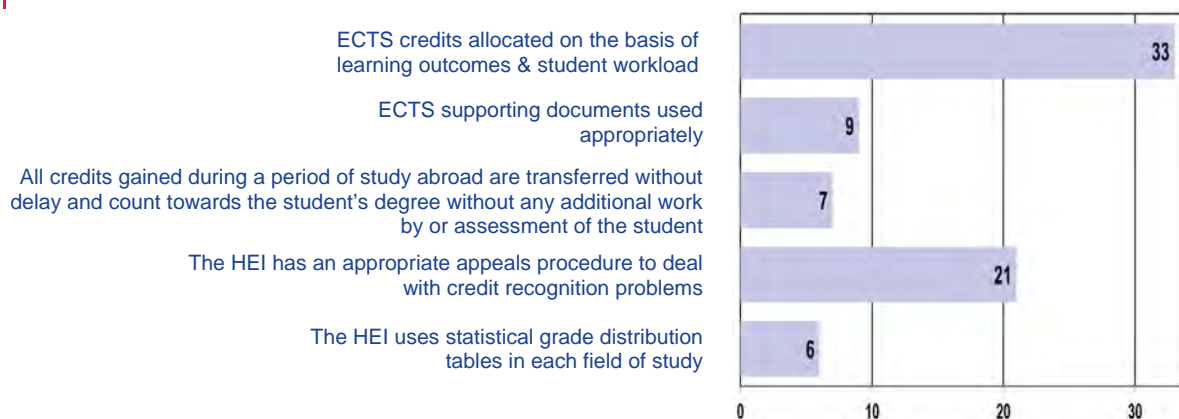 ECTS credits allocated on the basis of
learning outcomes & student workload
33
ECTS supporting documents used
appropriately
9
All credits gained during a period of study abroad are transferred without
delay and count towards the student's degree without any additional work
by or assessment of the student
7
The HEI has an appropriate appeals procedure to deal
with credit recognition problems
21
The HEI uses statistical grade distribution
tables in each field of study
6
0 10 20 30